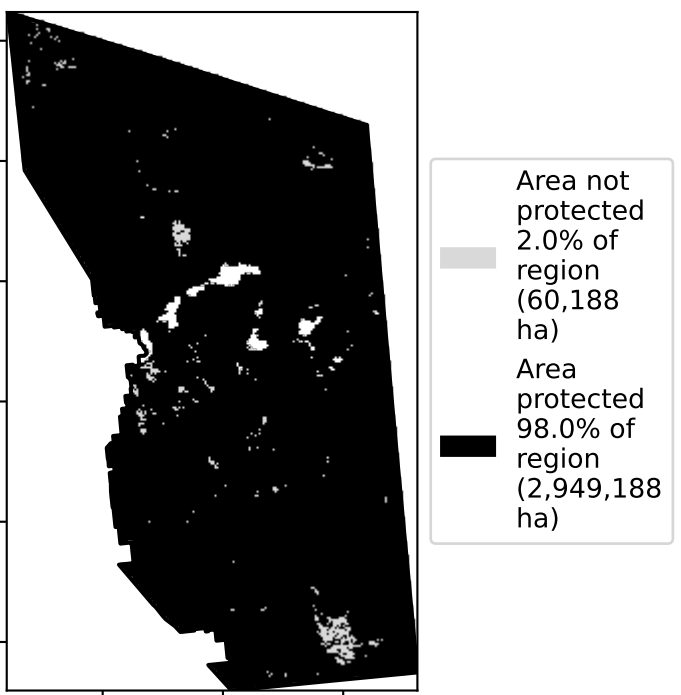 Area not
protected
2.0% of
region
(60,188
ha)
Area
protected
98.0% of
region
(2,949,188
ha)